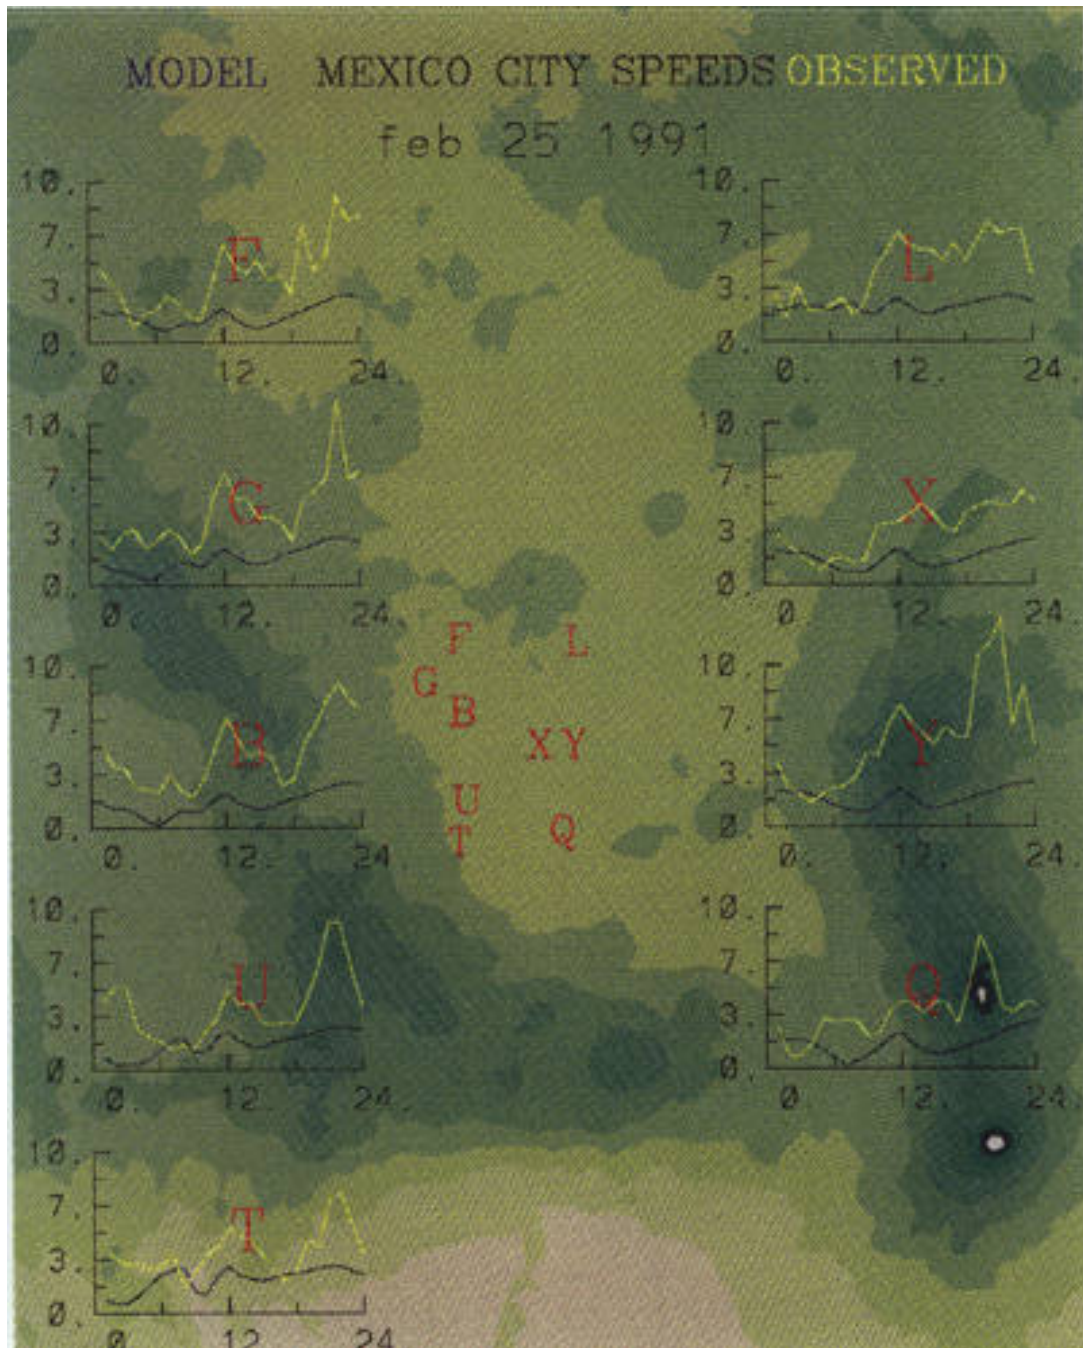 MODEL MEXICO CITY SPEEDS OBSERVED
feb 25 1991
10. 10.
7. F 7. L
3. 3.
0. 0.
0. 12. 24. 0. 12. 24.
10. 10.
7. G 7. X
3. 3.
0. 0.
0. 12. 24. 0. 12. 24.
F L
G
B
X Y
U
T Q
10. 10.
7. B 7. Y
3. 3.
0. 0.
0. 12. 24. 0. 12. 24.
10. 10.
7. U 7. Q
3. 3.
0. 0.
0. 12. 24. 0. 12. 24.
10.
7. T
3.
0.
0. 12. 24